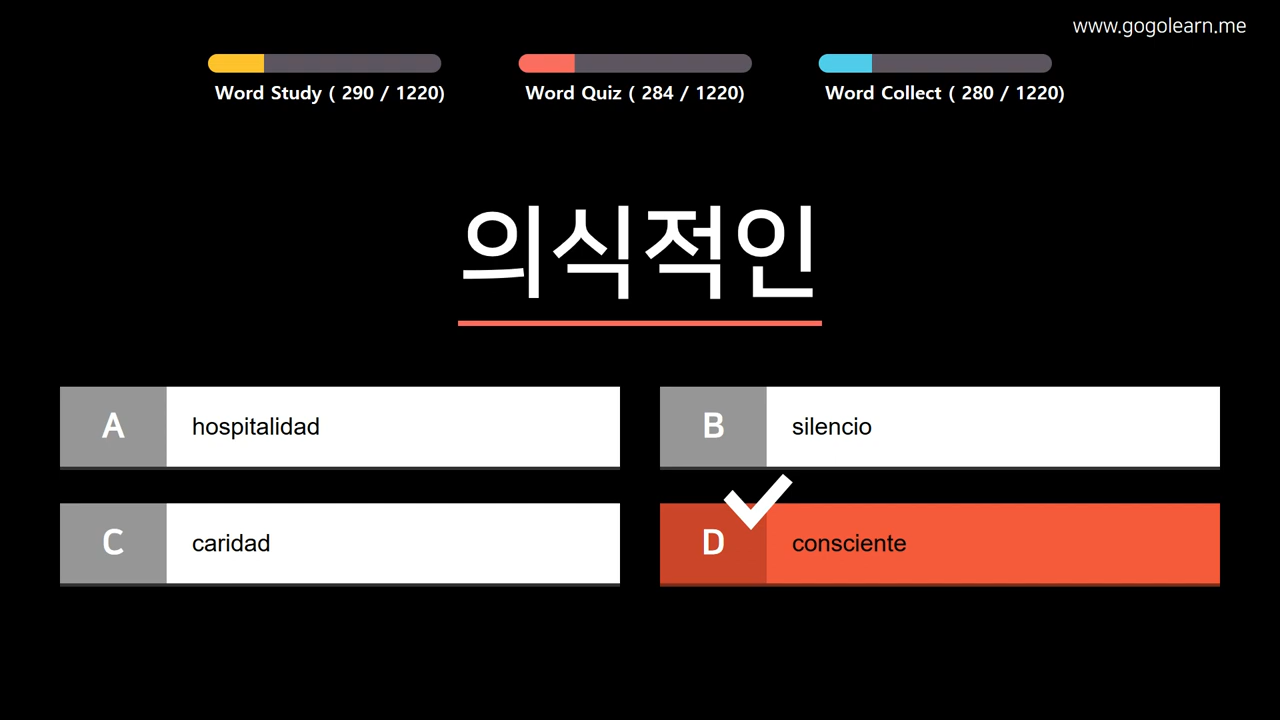 www.gogolearn.me
Word Study ( 290 / 1220)
Word Quiz ( 284 / 1220)
Word Collect ( 280 / 1220)
의식적인
A hospitalidad
B silencio
C caridad
D consciente